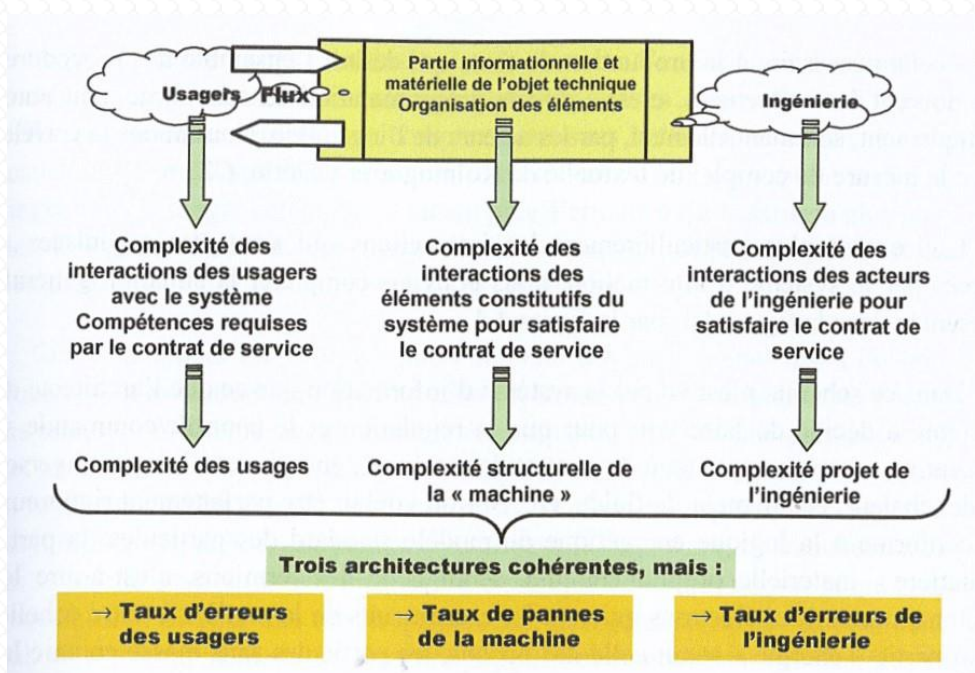 Partie informationnelle et
matérielle de l'objet technique
Organisation des éléments
Usagers
Flux
Ingénierie
Complexité des
interactions des usagers
avec le système
Compétences requises
par le contrat de service
Complexité des
interactions des
éléments constitutifs du
système pour satisfaire
le contrat de service
Complexité des
interactions des acteurs
de l'ingénierie pour
satisfaire le contrat de
service
Complexité des usages
Complexité structurelle de
la « machine »
Complexité projet de
l'ingénierie
Trois architectures cohérentes, mais :
→ Taux d'erreurs
des usagers
→ Taux de pannes
de la machine
→ Taux d'erreurs de
l'ingénierie